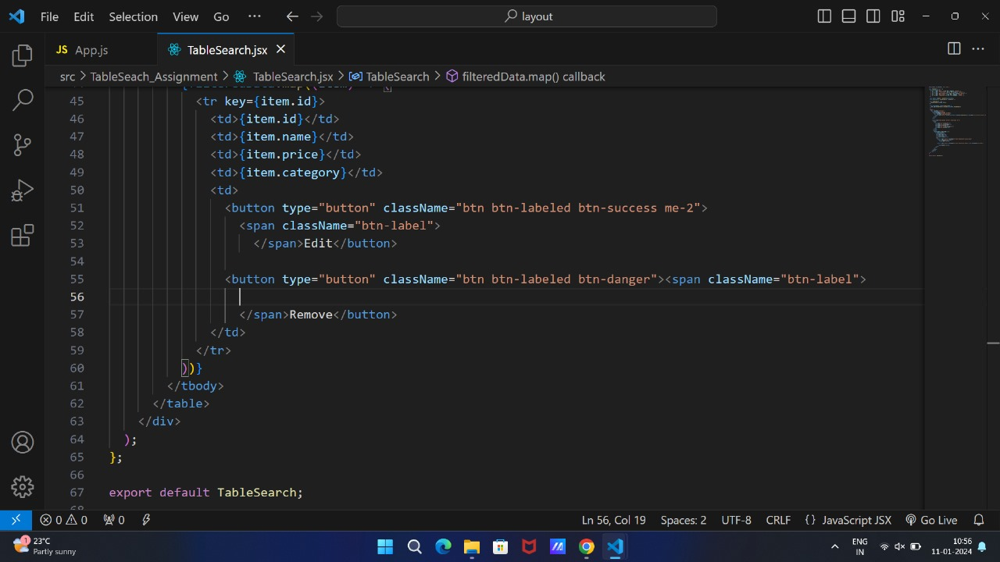 File Edit Selection View Go ··· layout
JS App.js TableSearch.jsx
src > TableSeach_Assignment > TableSearch.jsx > TableSearch > filteredData.map() callback
45 <tr key={item.id}>
46 <td>{item.id}</td>
47 <td>{item.name}</td>
48 <td>{item.price}</td>
49 <td>{item.category}</td>
50 <td>
51 <button type="button" className="btn btn-labeled btn-success me-2">
52 <span className="btn-label">
53 </span>Edit</button>
54
55 <button type="button" className="btn btn-labeled btn-danger"><span className="btn-label">
56
57 </span>Remove</button>
58 </td>
59 </tr>
60 ))}
61 </tbody>
62 </table>
63 </div>
64 );
65 };
66
67 export default TableSearch;
0 0 0 Ln 56, Col 19 Spaces: 2 UTF-8 CRLF {} JavaScript JSX Go Live
1 23°C
Partly sunny
ENG
IN
10:56
11-01-2024